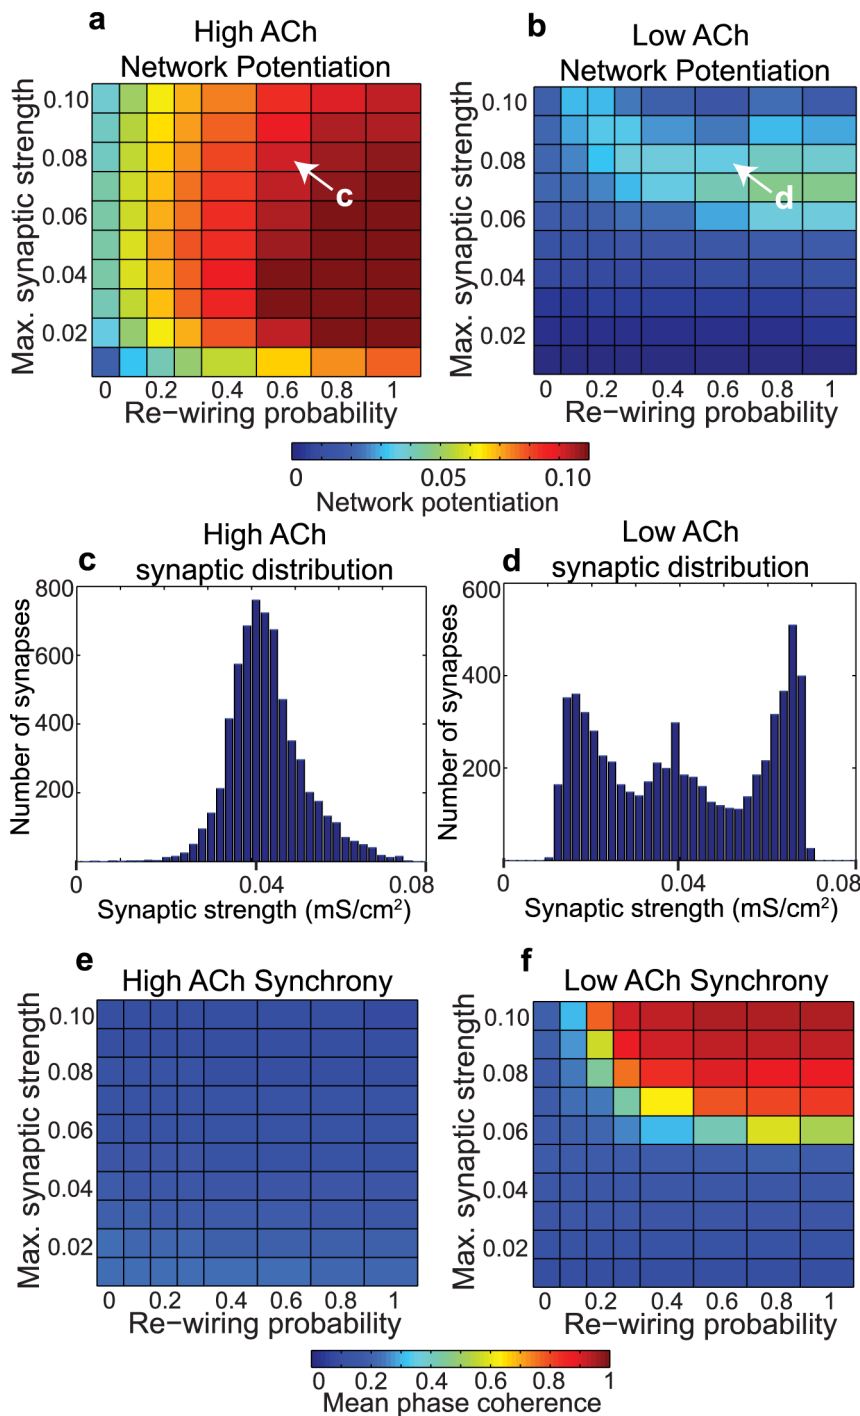 a
High ACh
Network Potentiation
Max. synaptic strength
0.10
0.08
0.06
0.04
0.02
c
0
0.2
0.4
0.6
0.8
1
Re-wiring probability
b
Low ACh
Network Potentiation
Max. synaptic strength
0.10
0.08
0.06
0.04
0.02
d
0
0.2
0.4
0.6
0.8
1
Re-wiring probability
0
0.05
0.10
Network potentiation
c
High ACh
synaptic distribution
Number of synapses
800
600
400
200
0
0.04
0.08
Synaptic strength (mS/cm²)
d
Low ACh
synaptic distribution
Number of synapses
600
400
200
0
0.04
0.08
Synaptic strength (mS/cm²)
e
High ACh Synchrony
Max. synaptic strength
0.10
0.08
0.06
0.04
0.02
0
0.2
0.4
0.6
0.8
1
Re-wiring probability
f
Low ACh Synchrony
Max. synaptic strength
0.10
0.08
0.06
0.04
0.02
0
0.2
0.4
0.6
0.8
1
Re-wiring probability
0
0.2
0.4
0.6
0.8
1
Mean phase coherence